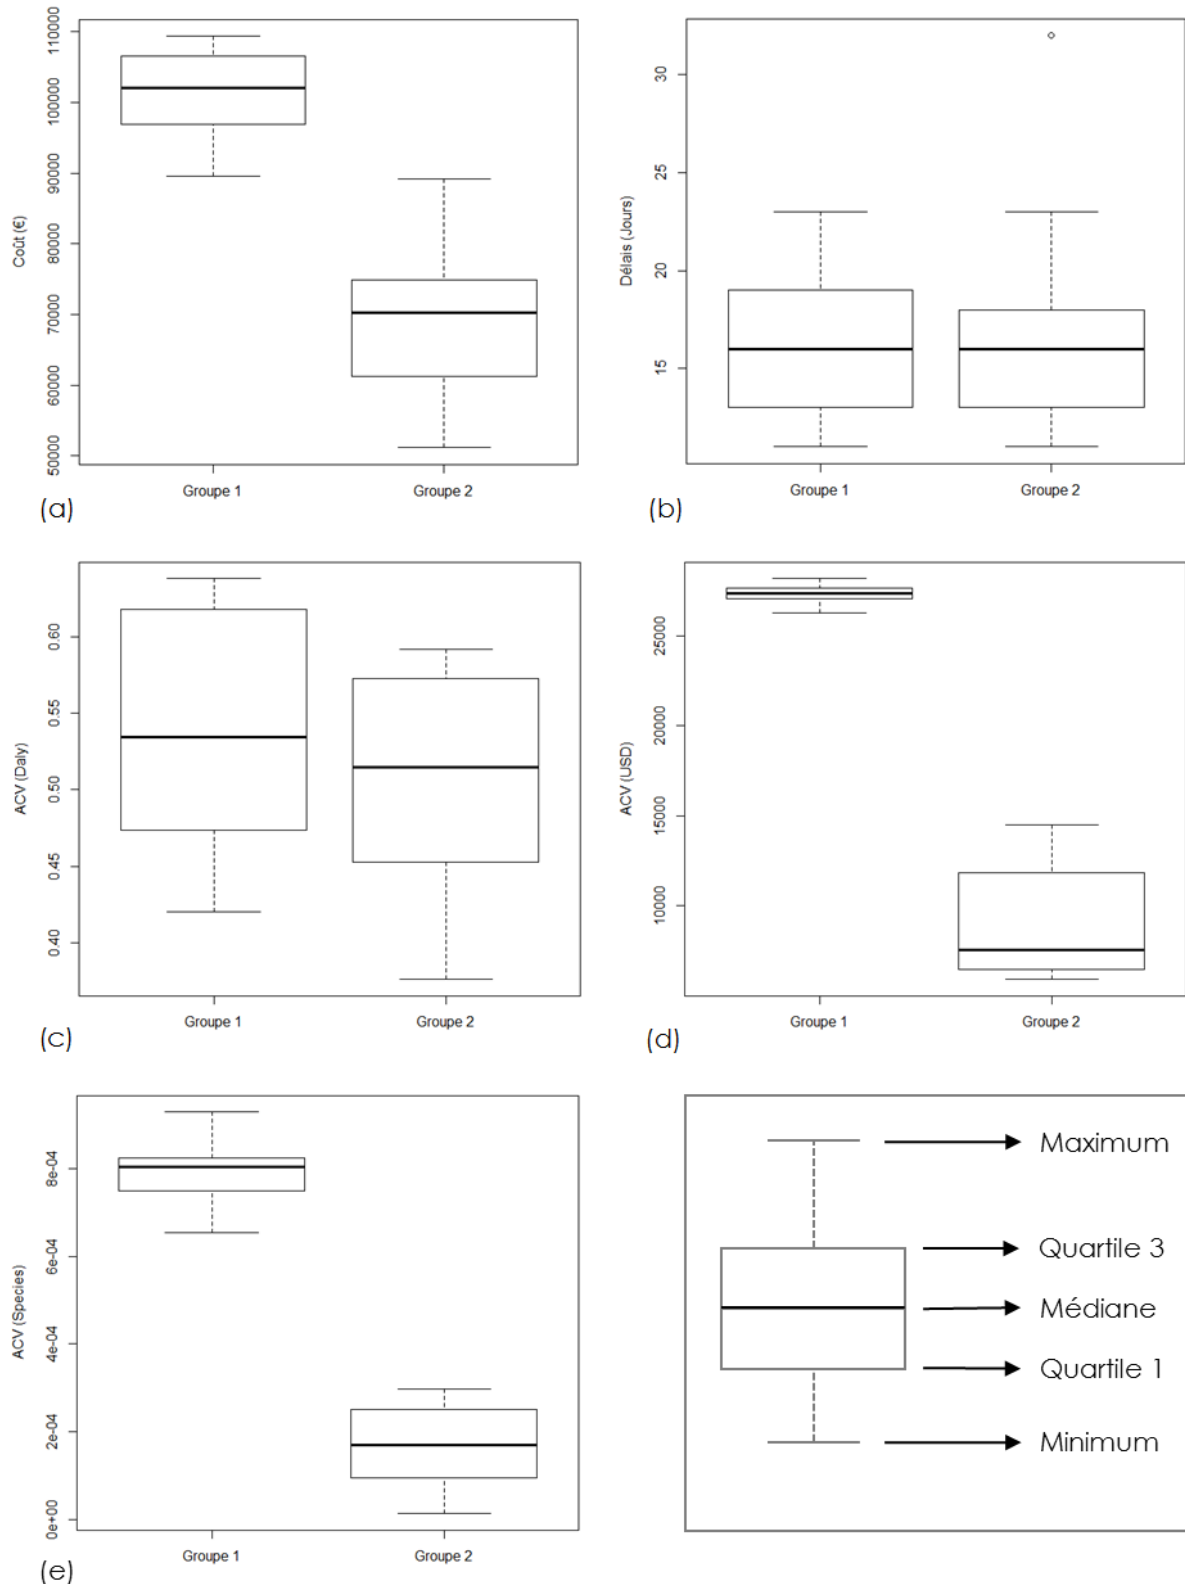 Coût (€)
110000
100000
90000
80000
70000
60000
50000
Groupe 1
Groupe 2
(a)
Délais (Jours)
30
25
20
15
Groupe 1
Groupe 2
(b)
ACV (Daly)
0.60
0.55
0.50
0.45
0.40
Groupe 1
Groupe 2
(c)
ACV (USD)
25000
20000
15000
10000
Groupe 1
Groupe 2
(d)
ACV (Species)
8e-04
6e-04
4e-04
2e-04
0e+00
Groupe 1
Groupe 2
(e)
Maximum
Quartile 3
Médiane
Quartile 1
Minimum